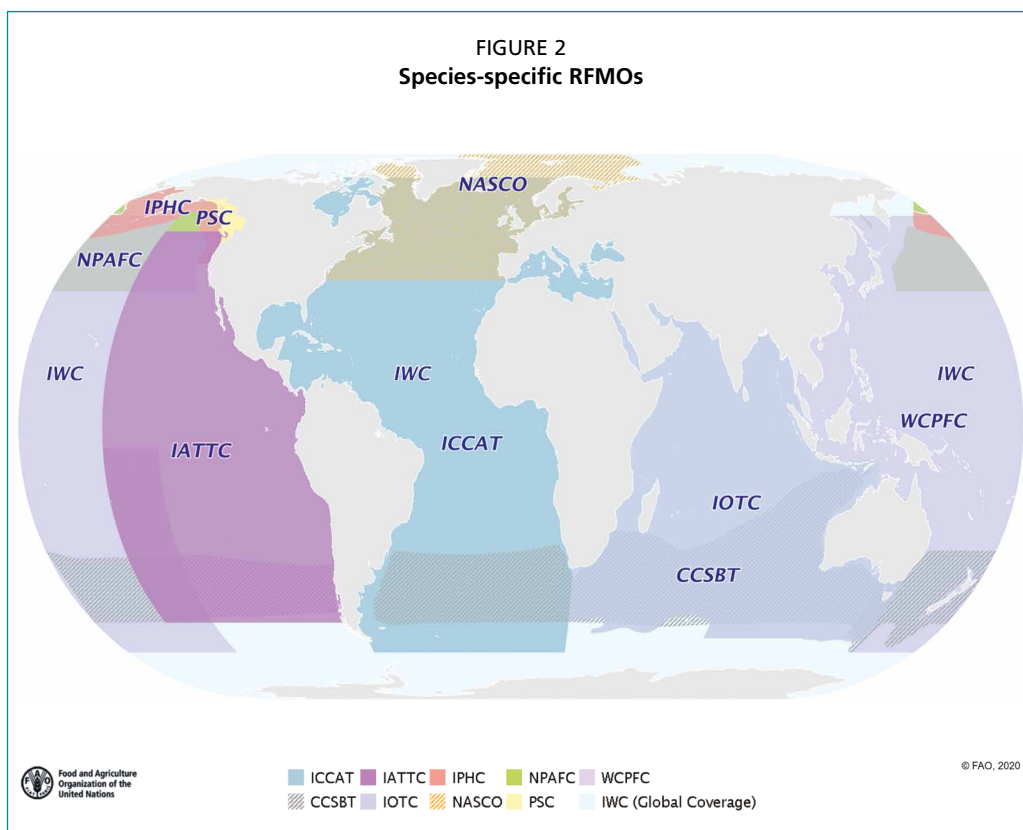 FIGURE 2
Species-specific RFMOs
NASCO
IPHC
PSC
NPAFC
IWC
IWC
IWC
WCPFC
IATTC
ICCAT
IOTC
CCSBT
Food and Agriculture
Organization of the
United Nations
ICCAT IATTC IPHC NPAFC WCPFC
CCSBT IOTC NASCO PSC IWC (Global Coverage)
© FAO, 2020